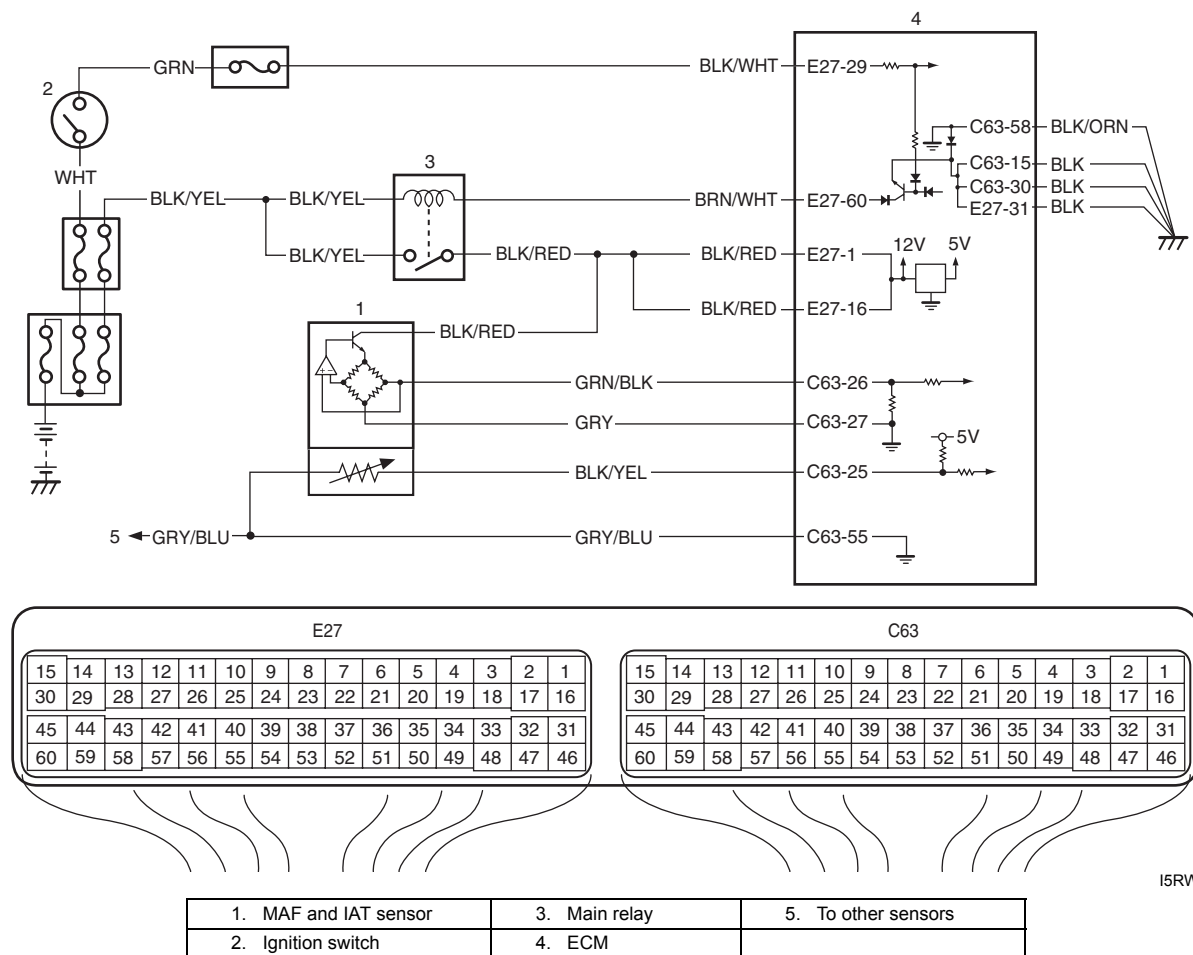 4
GRN BLK/WHT E27-29
2
C63-58 BLK/ORN
3 C63-15 BLK
WHT C63-30 BLK
BLK/YEL BLK/YEL BRN/WHT E27-60 E27-31 BLK
12V 5V
BLK/YEL BLK/RED BLK/RED E27-1
1 BLK/RED E27-16
BLK/RED
+ -
GRN/BLK C63-26
GRY C63-27
5V
BLK/YEL C63-25
5 GRY/BLU GRY/BLU C63-55
E27 C63
15 14 13 12 11 10 9 8 7 6 5 4 3 2 1 15 14 13 12 11 10 9 8 7 6 5 4 3 2 1
30 29 28 27 26 25 24 23 22 21 20 19 18 17 16 30 29 28 27 26 25 24 23 22 21 20 19 18 17 16
45 44 43 42 41 40 39 38 37 36 35 34 33 32 31 45 44 43 42 41 40 39 38 37 36 35 34 33 32 31
60 59 58 57 56 55 54 53 52 51 50 49 48 47 46 60 59 58 57 56 55 54 53 52 51 50 49 48 47 46
I5RW
1. MAF and IAT sensor 3. Main relay 5. To other sensors
2. Ignition switch 4. ECM